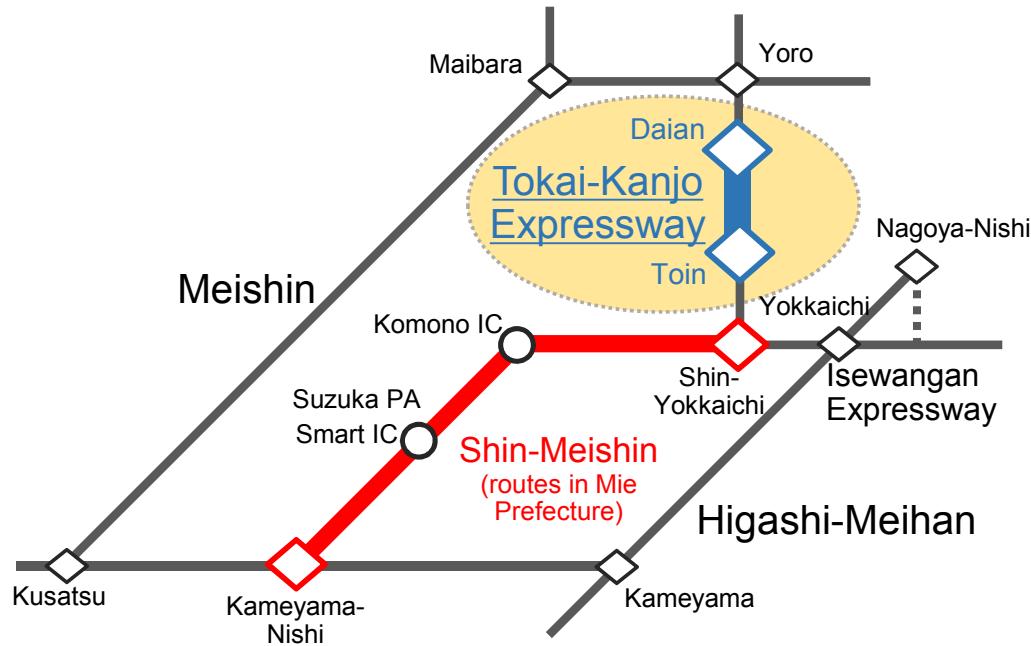 Maibara
Yoro
Daian
Tokai-Kanjo
Expressway
Toin
Nagoya-Nishi
Meishin
Yokkaichi
Komono IC
Shin-
Yokkaichi
Isewangan
Expressway
Suzuka PA
Smart IC
Shin-Meishin
(routes in Mie
Prefecture)
Higashi-Meihan
Kusatsu
Kameyama-
Nishi
Kameyama